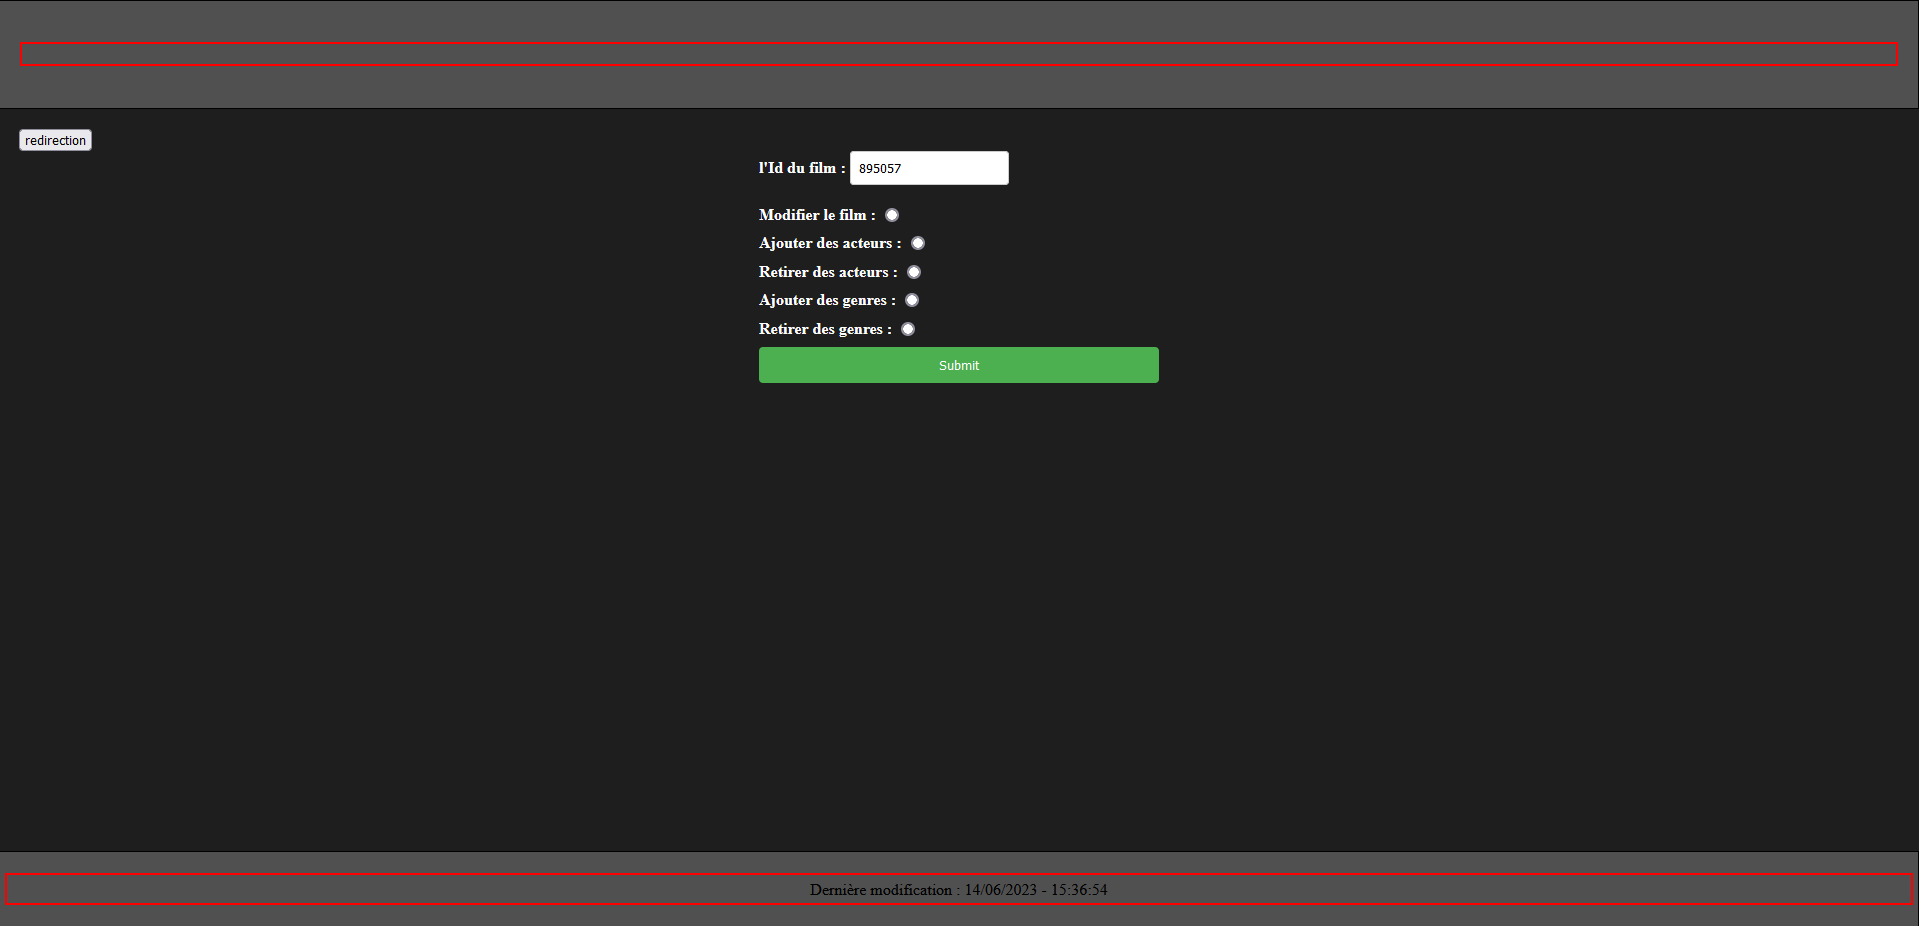 redirection
l'Id du film : 895057
Modifier le film :
Ajouter des acteurs :
Retirer des acteurs :
Ajouter des genres :
Retirer des genres :
Submit
Dernière modification : 14/06/2023 - 15:36:54